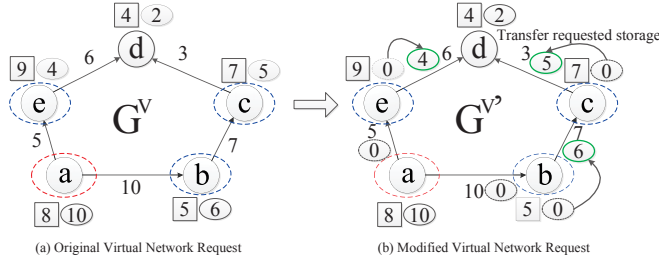 4 2
4 2
Transfer requested storage
d
d
6
3
6
3
9 4
7 5
9 0
4
5
7 0
e
c
e
c
G^V
G^V’
5
7
5
7
0
6
a
b
a
b
10
10 0
8 10
5 6
8 10
5 0
(a) Original Virtual Network Request
(b) Modified Virtual Network Request